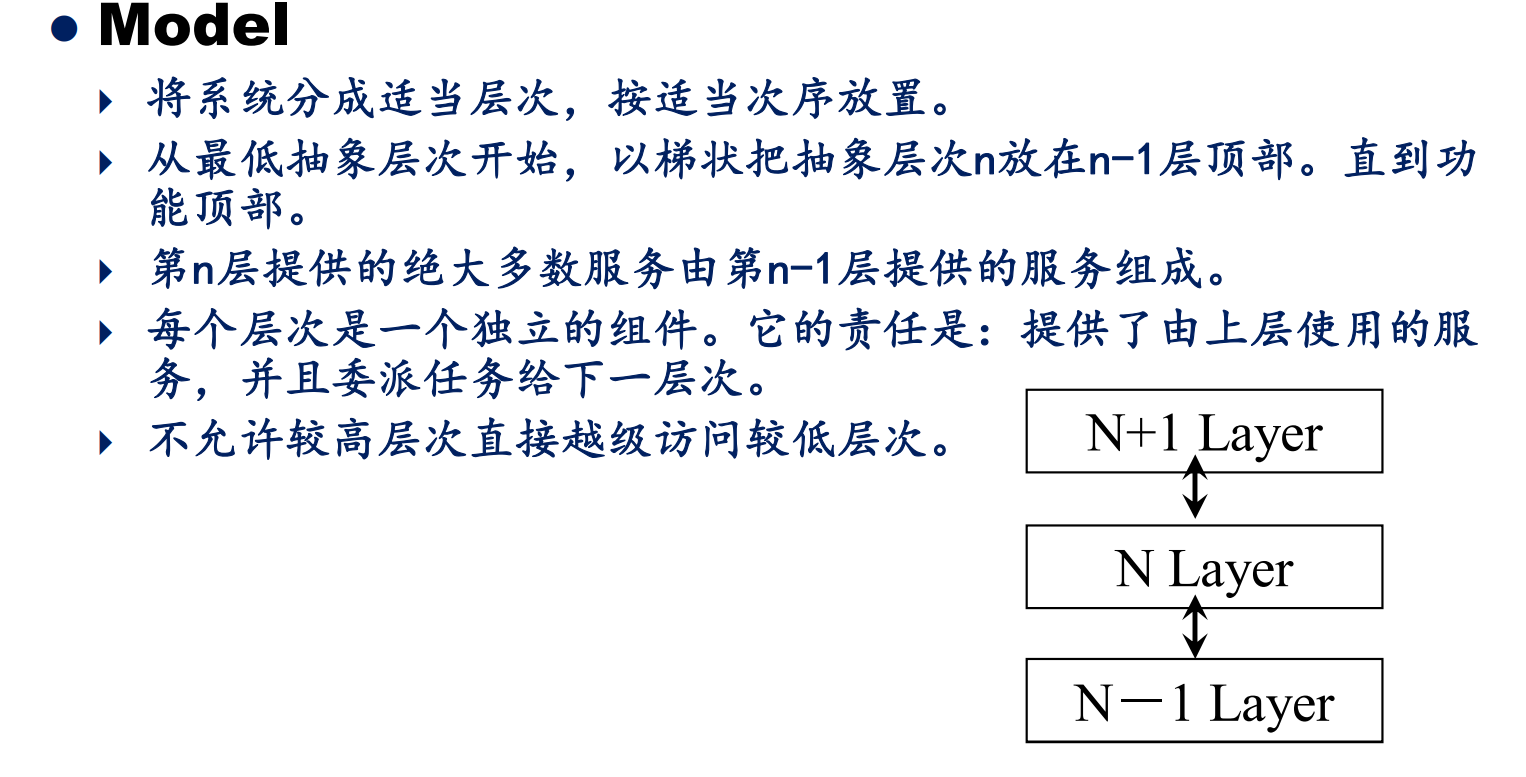 Model
将系统分成适当层次，按适当次序放置。
从最低抽象层次开始，以梯状把抽象层次n放在n-1层顶部。直到功
能顶部。
第n层提供的绝大多数服务由第n-1层提供的服务组成。
每个层次是一个独立的组件。它的责任是：提供了由上层使用的服
务，并且委派任务给下一层次。
不允许较高层次直接越级访问较低层次。
N+1 Layer
N Layer
N－1 Layer